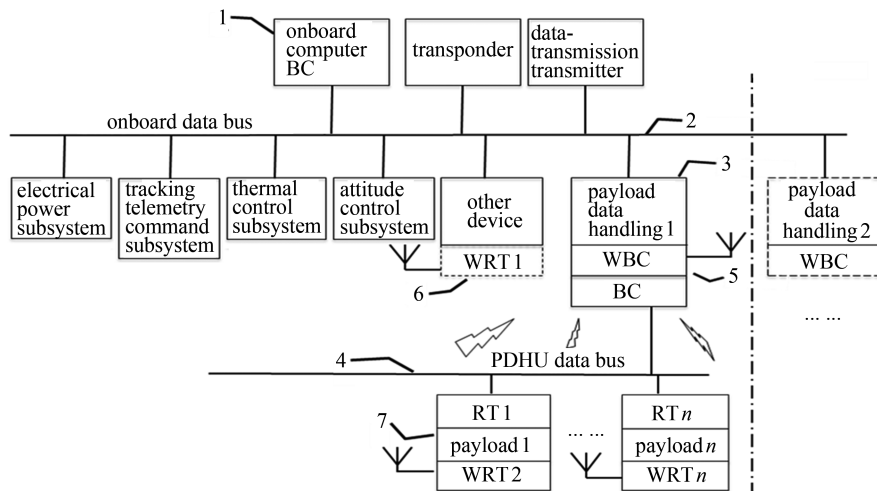 1
onboard
computer
BC
transponder
data-
transmission
transmitter
onboard data bus
2
3
electrical
power
subsystem
tracking
telemetry
command
subsystem
thermal
control
subsystem
attitude
control
subsystem
other
device
WRT 1
6
payload
data
handling 1
WBC
BC
5
payload
data
handling 2
WBC
... ...
4
PDHU data bus
7
RT 1
payload 1
WRT 2
... ...
RT n
payload n
WRT n